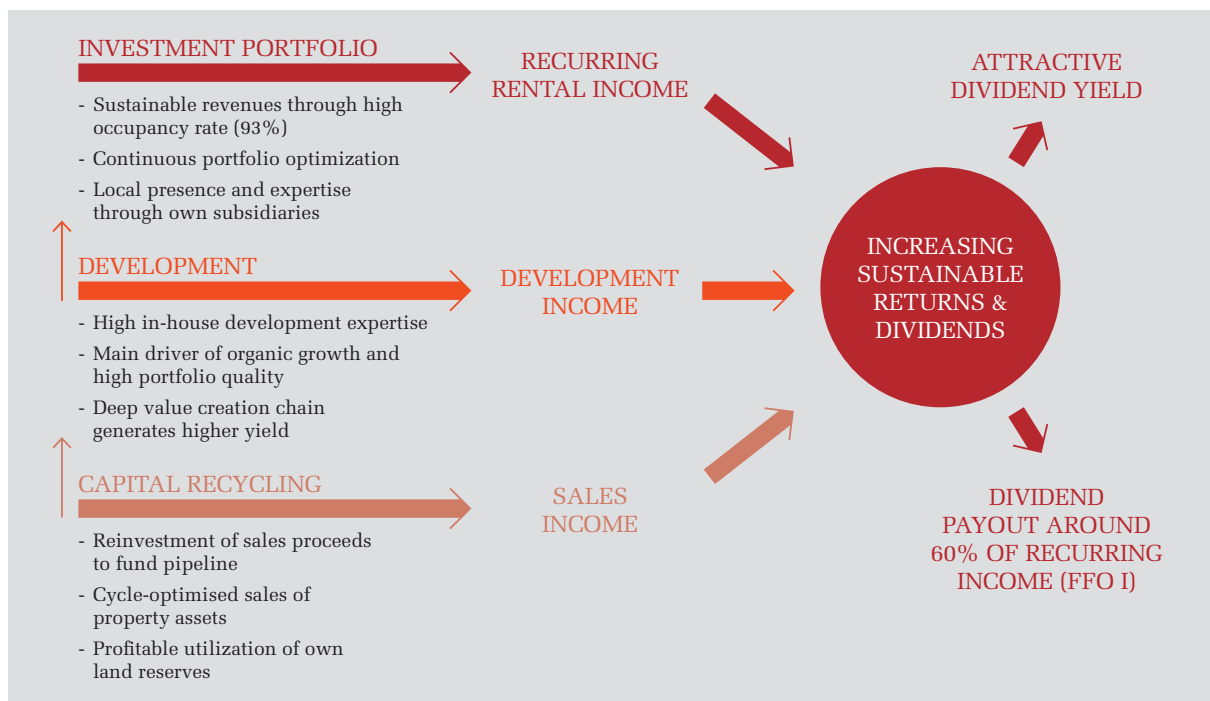 INVESTMENT PORTFOLIO
- Sustainable revenues through high
occupancy rate (93%)
- Continuous portfolio optimization
- Local presence and expertise
through own subsidiaries
RECURRING
RENTAL INCOME
DEVELOPMENT
- High in-house development expertise
- Main driver of organic growth and
high portfolio quality
- Deep value creation chain
generates higher yield
DEVELOPMENT
INCOME
CAPITAL RECYCLING
- Reinvestment of sales proceeds
to fund pipeline
- Cycle-optimised sales of
property assets
- Profitable utilization of own
land reserves
SALES
INCOME
INCREASING
SUSTAINABLE
RETURNS &
DIVIDENDS
ATTRACTIVE
DIVIDEND YIELD
DIVIDEND
PAYOUT AROUND
60% OF RECURRING
INCOME (FFO I)